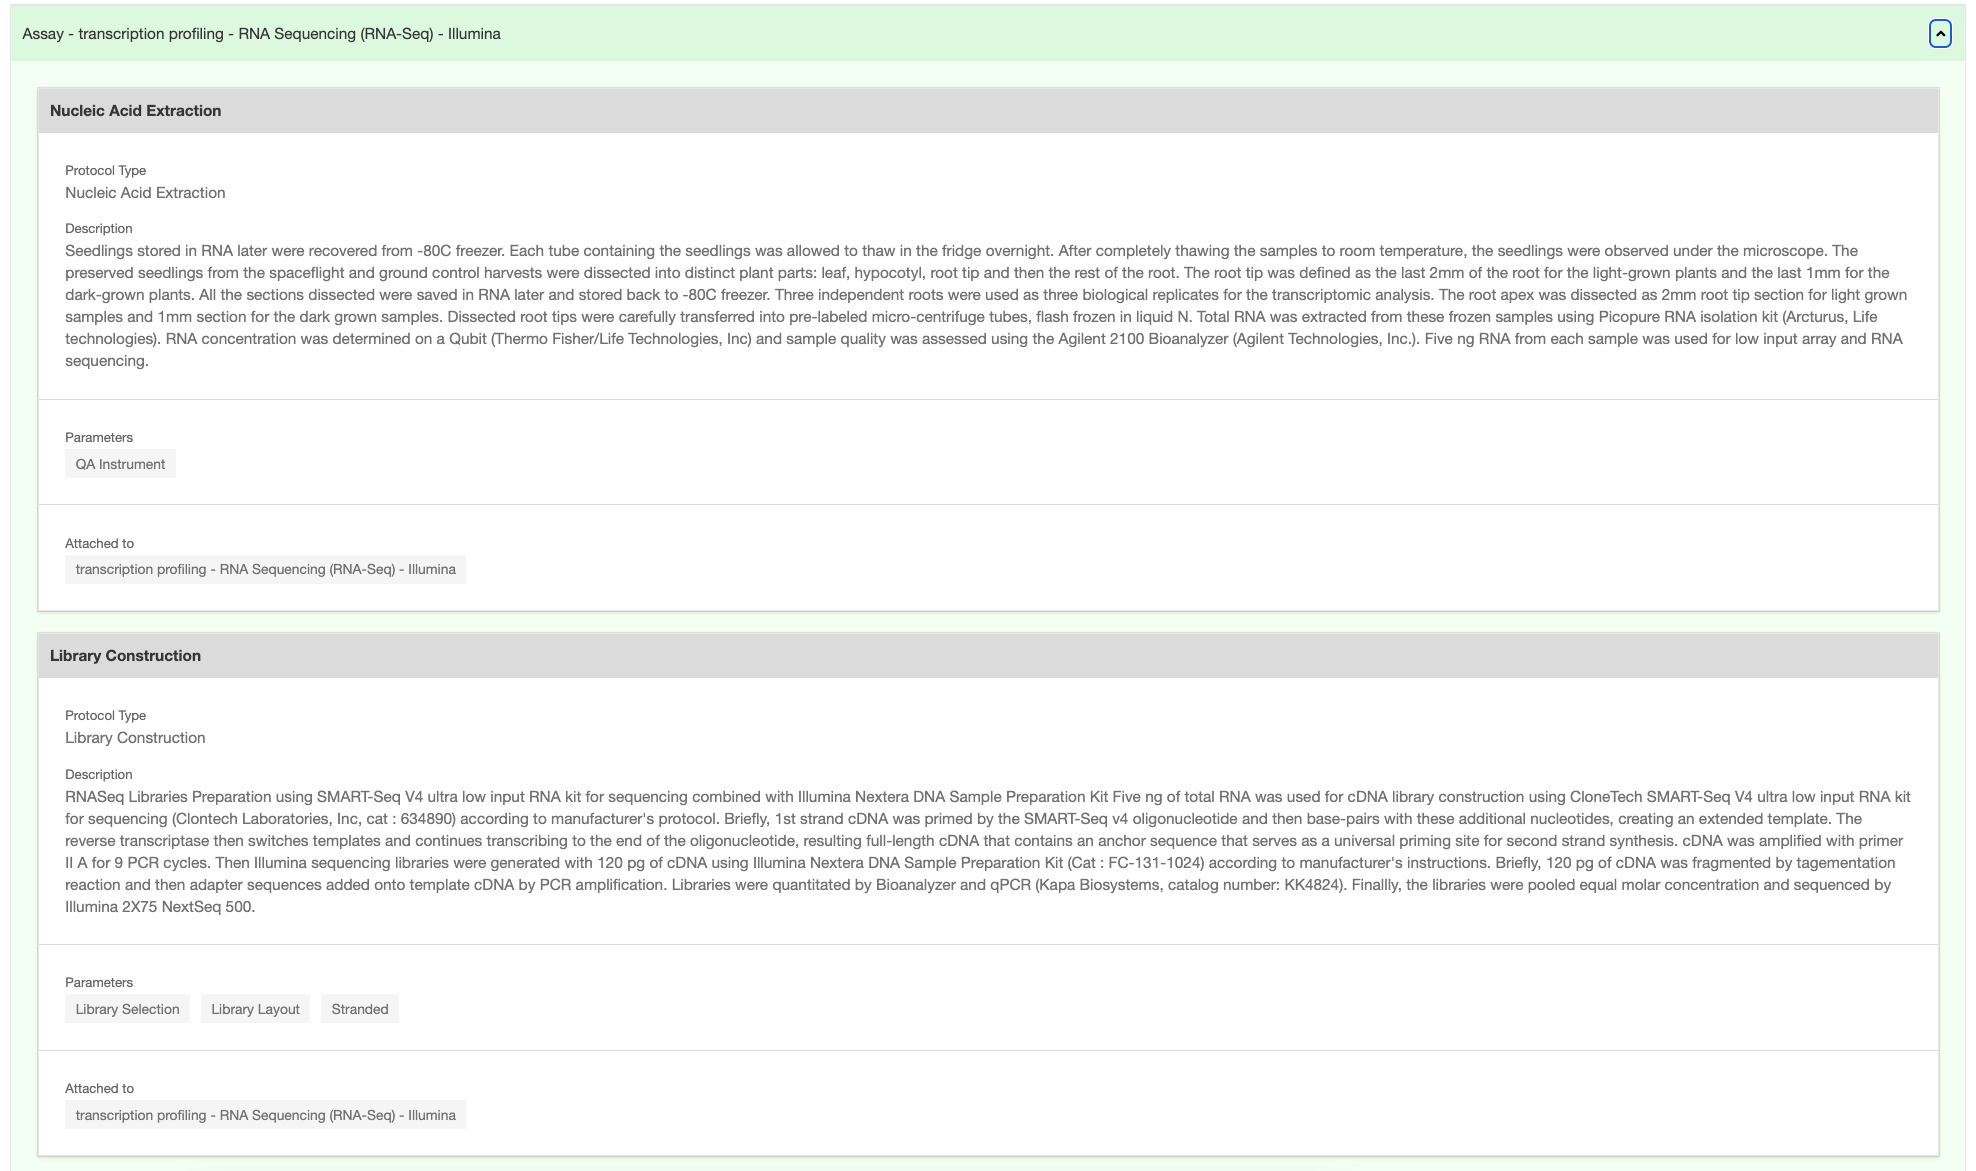 Assay - transcription profiling - RNA Sequencing (RNA-Seq) - Illumina
Nucleic Acid Extraction
Protocol Type
Nucleic Acid Extraction
Description
Seedlings stored in RNA later were recovered from -80C freezer. Each tube containing the seedlings was allowed to thaw in the fridge overnight. After completely thawing the samples to room temperature, the seedlings were observed under the microscope. The
preserved seedlings from the spaceflight and ground control harvests were dissected into distinct plant parts: leaf, hypocotyl, root tip and then the rest of the root. The root tip was defined as the last 2mm of the root for the light-grown plants and the last 1mm for the
dark-grown plants. All the sections dissected were saved in RNA later and stored back to -80C freezer. Three independent roots were used as three biological replicates for the transcriptomic analysis. The root apex was dissected as 2mm root tip section for light grown
samples and 1mm section for the dark grown samples. Dissected root tips were carefully transferred into pre-labeled micro-centrifuge tubes, flash frozen in liquid N. Total RNA was extracted from these frozen samples using Picopure RNA isolation kit (Arcturus, Life
technologies). RNA concentration was determined on a Qubit (Thermo Fisher/Life Technologies, Inc) and sample quality was assessed using the Agilent 2100 Bioanalyzer (Agilent Technologies, Inc.). Five ng RNA from each sample was used for low input array and RNA
sequencing.
Parameters
QA Instrument
Attached to
transcription profiling - RNA Sequencing (RNA-Seq) - Illumina
Library Construction
Protocol Type
Library Construction
Description
RNASeq Libraries Preparation using SMART-Seq V4 ultra low input RNA kit for sequencing combined with Illumina Nextera DNA Sample Preparation Kit Five ng of total RNA was used for cDNA library construction using CloneTech SMART-Seq V4 ultra low input RNA kit
for sequencing (Clontech Laboratories, Inc, cat : 634890) according to manufacturer's protocol. Briefly, 1st strand cDNA was primed by the SMART-Seq v4 oligonucleotide and then base-pairs with these additional nucleotides, creating an extended template. The
reverse transcriptase then switches templates and continues transcribing to the end of the oligonucleotide, resulting full-length cDNA that contains an anchor sequence that serves as a universal priming site for second strand synthesis. cDNA was amplified with primer
II A for 9 PCR cycles. Then Illumina sequencing libraries were generated with 120 pg of cDNA using Illumina Nextera DNA Sample Preparation Kit (Cat : FC-131-1024) according to manufacturer's instructions. Briefly, 120 pg of cDNA was fragmented by tagementation
reaction and then adapter sequences added onto template cDNA by PCR amplification. Libraries were quantitated by Bioanalyzer and qPCR (Kapa Biosystems, catalog number: KK4824). Finallly, the libraries were pooled equal molar concentration and sequenced by
Illumina 2X75 NextSeq 500.
Parameters
Library Selection Library Layout Stranded
Attached to
transcription profiling - RNA Sequencing (RNA-Seq) - Illumina